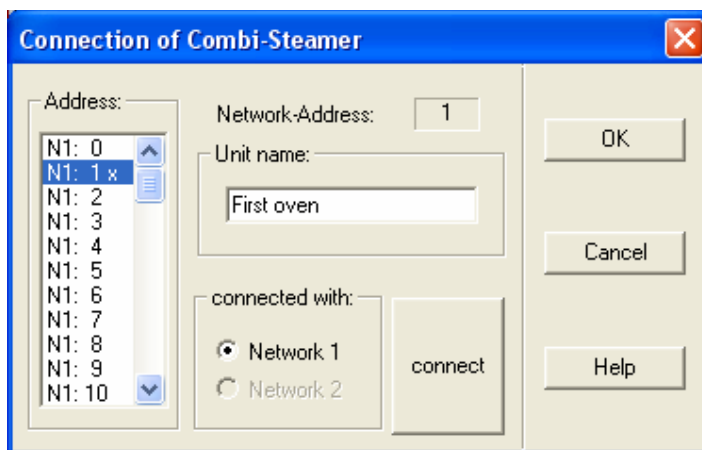 Connection of Combi-Steamer
Address:
N1: 0
N1: 1 x
N1: 2
N1: 3
N1: 4
N1: 5
N1: 6
N1: 7
N1: 8
N1: 9
N1: 10
Network-Address: 1
Unit name:
First oven
connected with:
Network 1
Network 2
connect
OK
Cancel
Help